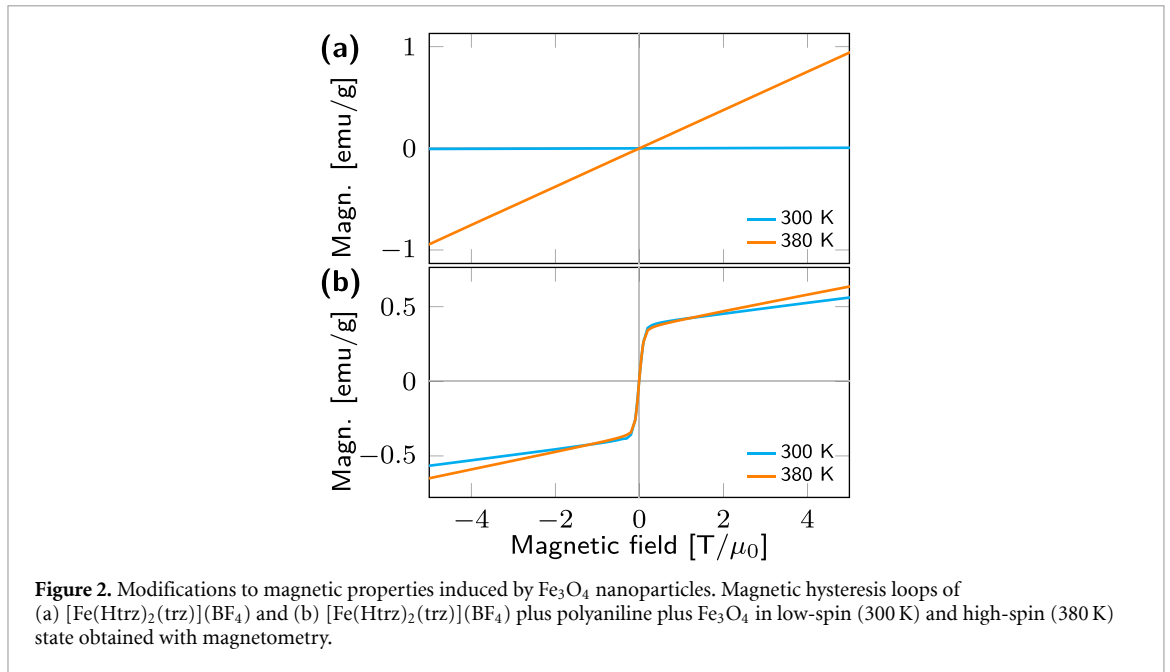 (a)
Magn. [emu/g]
1
0
−1
300 K
380 K
(b)
Magn. [emu/g]
0.5
0
−0.5
300 K
380 K
−4 −2 0 2 4
Magnetic field [T/μ₀]
Figure 2. Modifications to magnetic properties induced by Fe₃O₄ nanoparticles. Magnetic hysteresis loops of
(a) [Fe(Htrz)₂(trz)](BF₄) and (b) [Fe(Htrz)₂(trz)](BF₄) plus polyaniline plus Fe₃O₄ in low-spin (300 K) and high-spin (380 K)
state obtained with magnetometry.